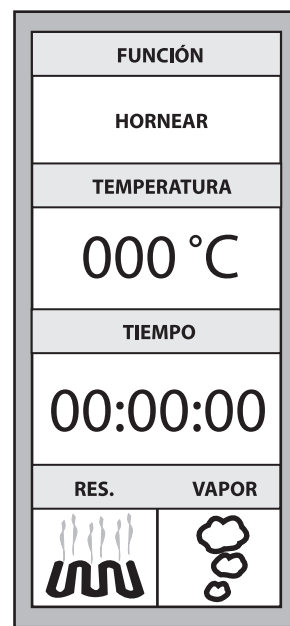 FUNCIÓN
HORNEAR
TEMPERATURA
000 °C
TIEMPO
00:00:00
RES. VAPOR